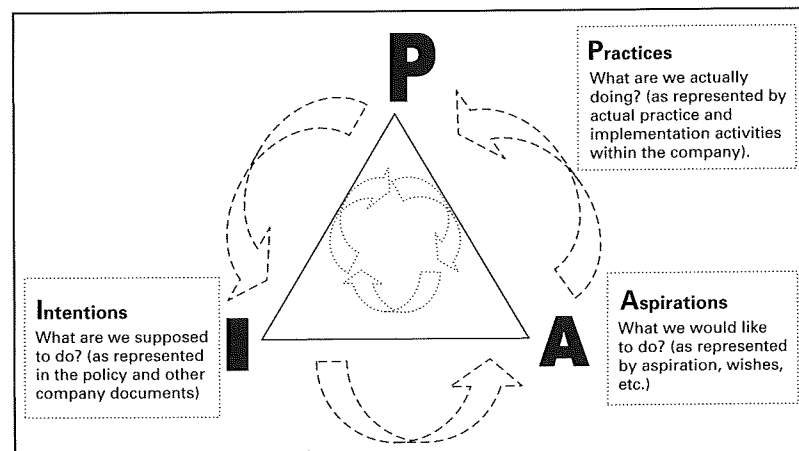 P
Practices
What are we actually
doing? (as represented by
actual practice and
implementation activities
within the company).
Intentions
What are we supposed
to do? (as represented
in the policy and other
company documents)
I
A
Aspirations
What we would like
to do? (as represented
by aspiration, wishes,
etc.)